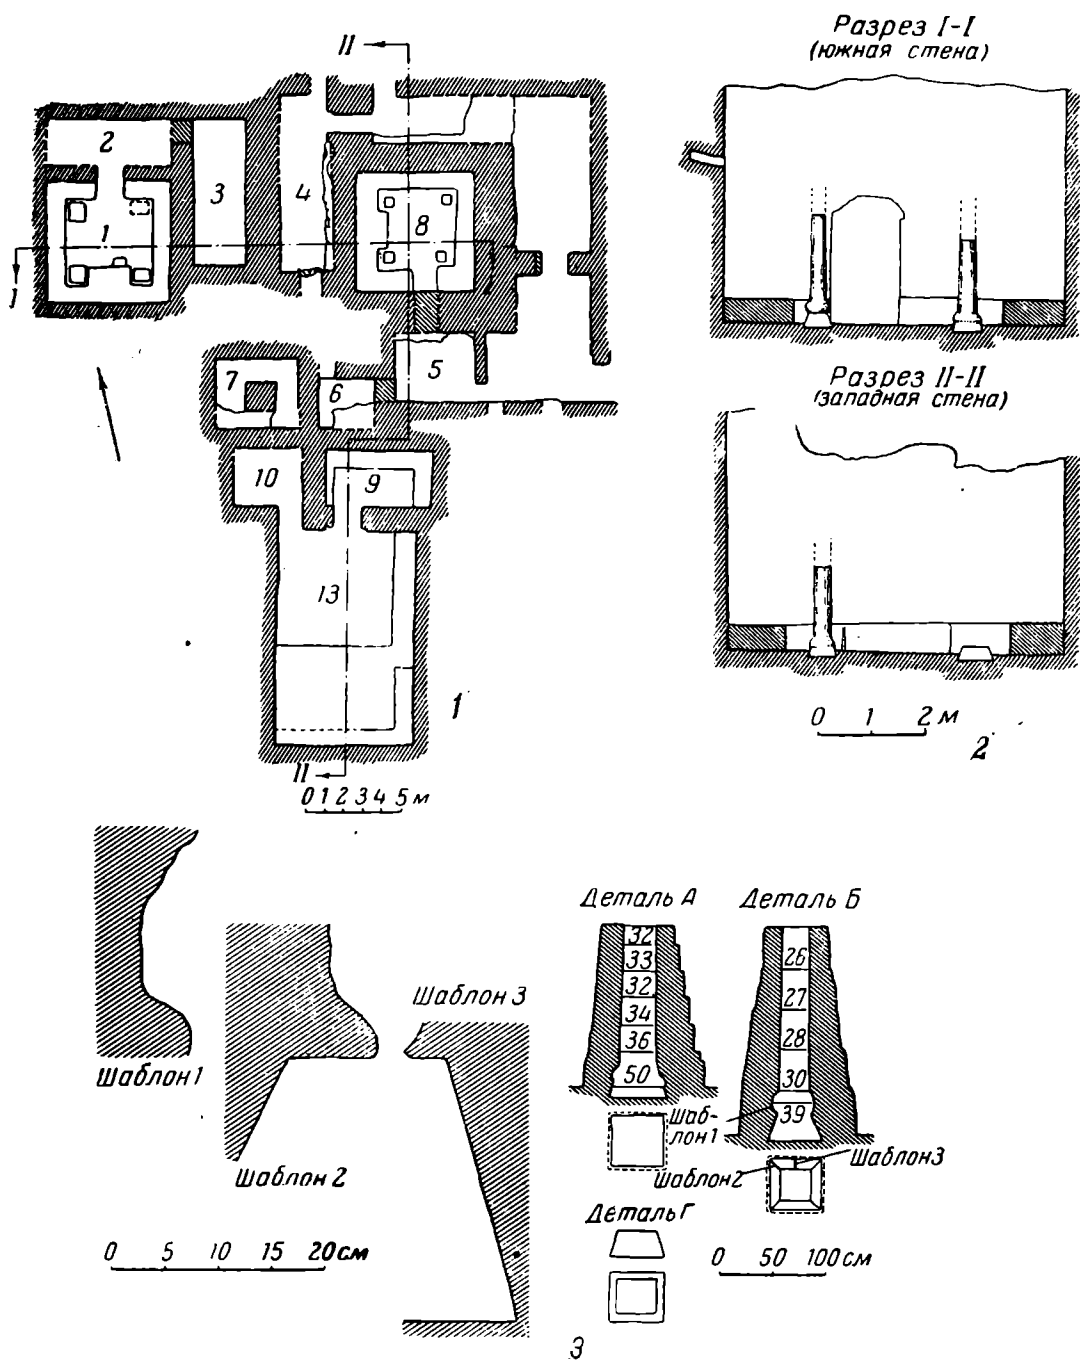 II
2
3
4
1
8
I
7
6
5
10
9
13
1
II
0 1 2 3 4 5 м
Разрез I-I
(южная стена)
Разрез II-II
(западная стена)
0 1 2 м
2
Шаблон 1
Шаблон 2
Шаблон 3
0 5 10 15 20 см
Деталь А
32
33
32
34
36
50
Деталь Б
26
27
28
30
39
Шаб-
лон 1
Шаблон 2
Шаблон 3
Деталь Г
0 50 100 см
3